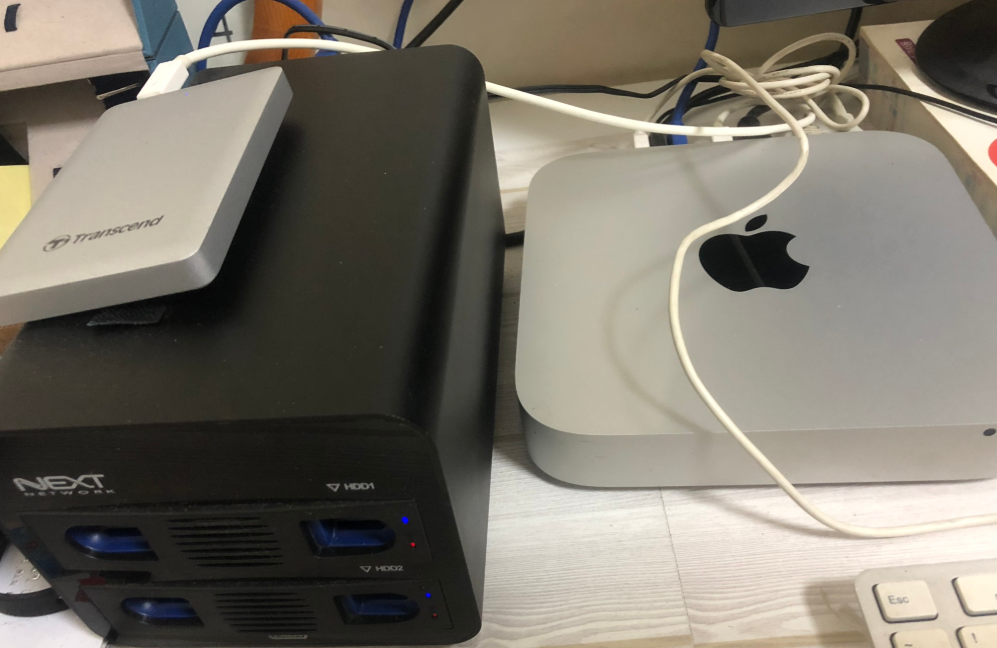 Transcend
NEXT
NETWORK
▽ HDD1
▽ HDD2
Esc
~
!